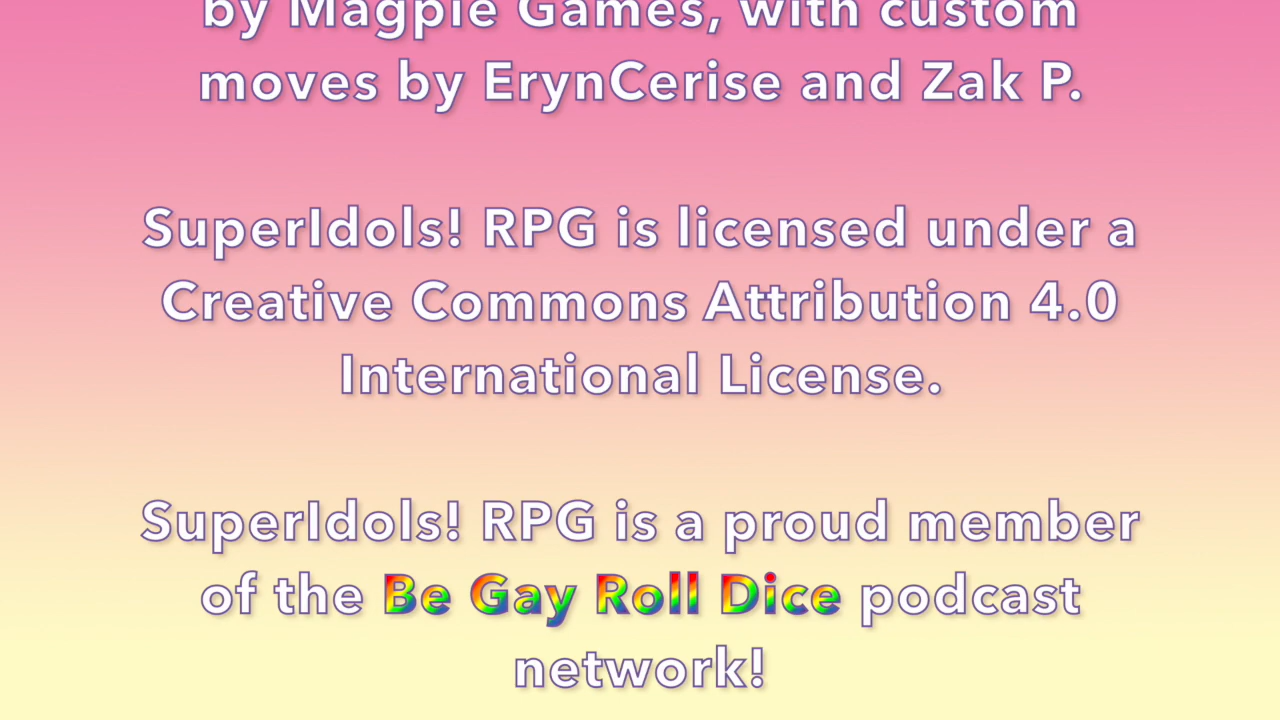 by Magpie Games, with custom
moves by ErynCerise and Zak P.
SuperIdols! RPG is licensed under a
Creative Commons Attribution 4.0
International License.
SuperIdols! RPG is a proud member
of the Be Gay Roll Dice podcast
network!